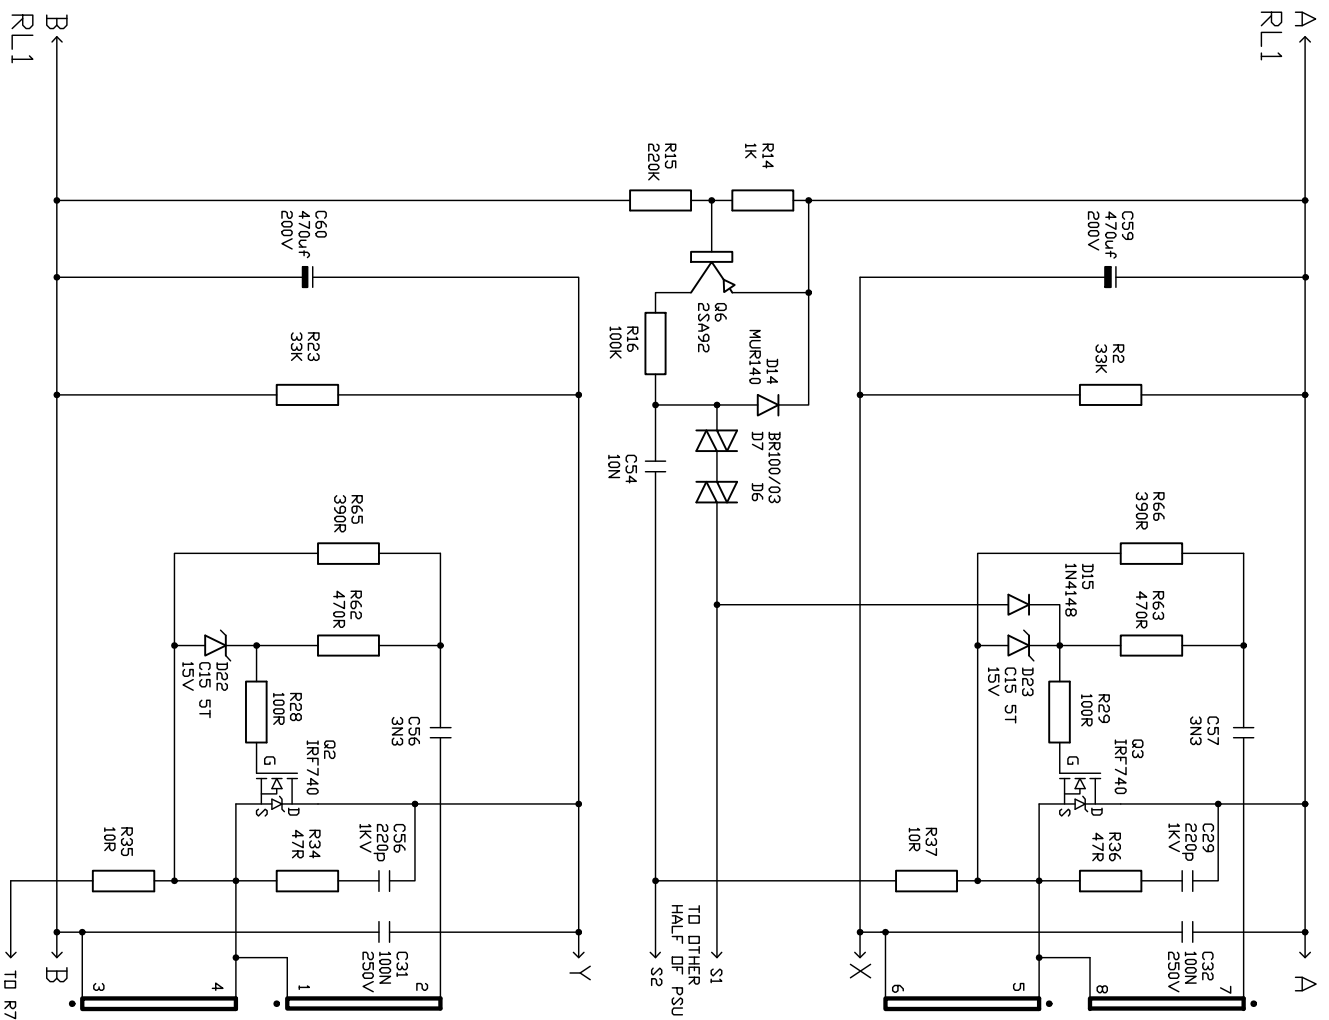 A
RL1
B
RL1
R14
1K
R15
220K
C59
470uf
200V
C60
470uf
200V
Q6
2SA92
R16
100K
R2
33K
R23
33K
D14
MUR140
BR100/03
D7 D6
C54
10N
R66
390R
R65
390R
D15
1N4148
R63
470R
R62
470R
D23
C15 5T
15V
D22
C15 5T
15V
R29
100R
R28
100R
C57
3N3
C56
3N3
Q3
IRF740
G
D
S
Q2
IRF740
G
D
S
C29
220p
1KV
R36
47R
R37
10R
C56
220p
1KV
R34
47R
R35
10R
TO OTHER
HALF OF PSU
C32
100N
250V
C31
100N
250V
A
X
S1
S2
Y
B
TO R7
7
8
5
6
2
1
4
3